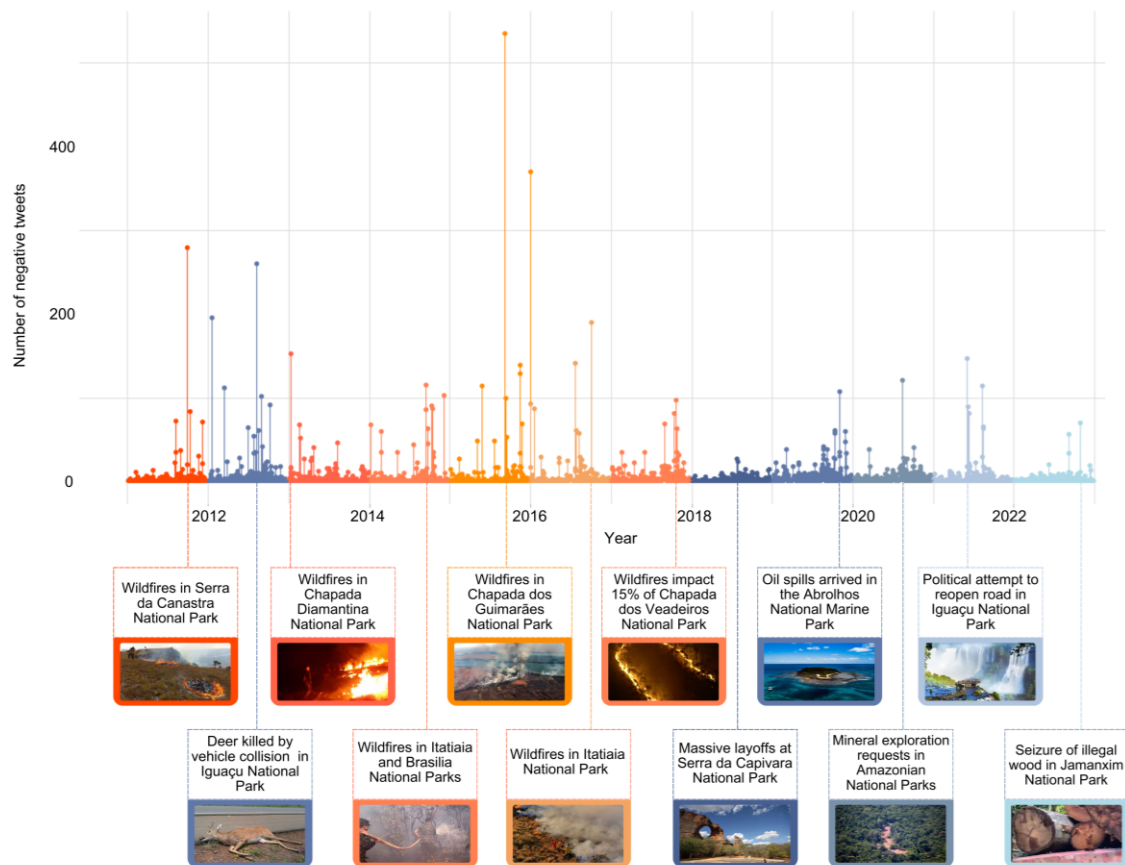 Number of negative tweets
400
200
0
2012
2014
2016
2018
2020
2022
Year
Wildfires in Serra
da Canastra
National Park
Wildfires in
Chapada
Diamantina
National Park
Wildfires in
Chapada dos
Guimarães
National Park
Wildfires impact
15% of Chapada
dos Veadeiros
National Park
Oil spills arrived in
the Abrolhos
National Marine
Park
Political attempt to
reopen road in
Iguaçu National
Park
Deer killed by
vehicle collision in
Iguaçu National
Park
Wildfires in Itatiaia
and Brasilia
National Parks
Wildfires in Itatiaia
National Park
Massive layoffs at
Serra da Capivara
National Park
Mineral exploration
requests in
Amazonian
National Parks
Seizure of illegal
wood in Jamanxim
National Park